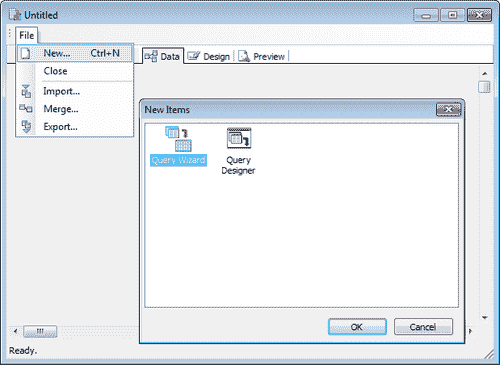 Untitled
File
New... Ctrl+N
Close
Import...
Merge...
Export...
Data Design Preview
New Items
Query Wizard
Query Designer
OK Cancel
Ready.